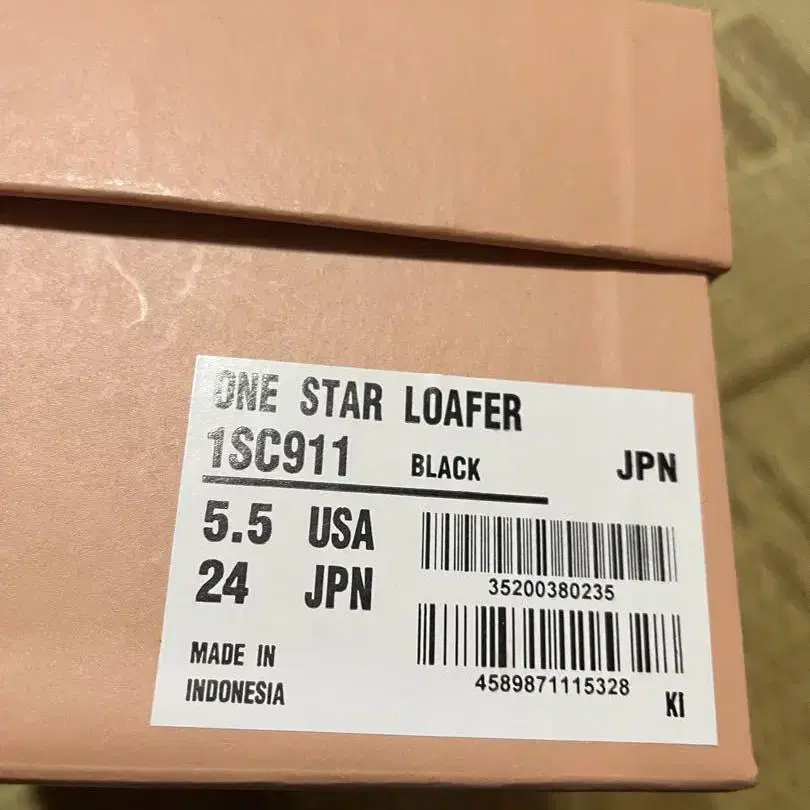 ONE STAR LOAFER
1SC911 BLACK JPN
5.5 USA
24 JPN
35200380235
4589871115328
MADE IN
INDONESIA
KI